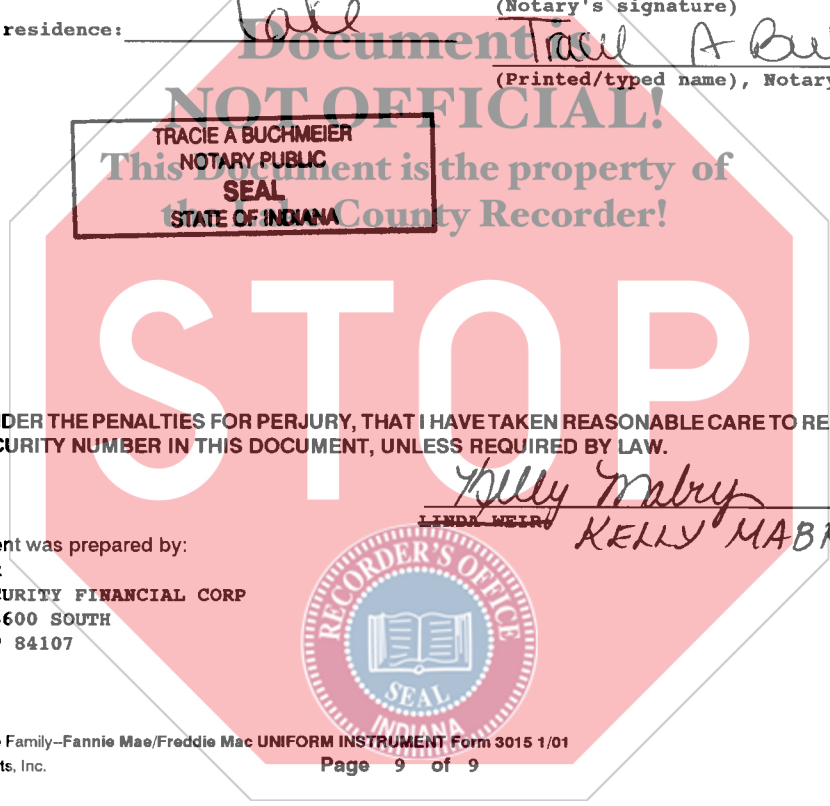 (Notary's signature)
residence: Lake
Document is
Tracie A Bu
(Printed/typed name), Notary
NOT OFFICIAL!
TRACIE A BUCHMEIER
NOTARY PUBLIC
SEAL
STATE OF INDIANA
This Document is the property of
the Lake County Recorder!
STOP
DER THE PENALTIES FOR PERJURY, THAT I HAVE TAKEN REASONABLE CARE TO RE
CURITY NUMBER IN THIS DOCUMENT, UNLESS REQUIRED BY LAW.
Kelly Mabry
LINDA WEIR
KELLY MABR
ent was prepared by:
URITY FINANCIAL CORP
600 SOUTH
84107
RECORDER'S OFFICE
SEAL
INDIANA
Family--Fannie Mae/Freddie Mac UNIFORM INSTRUMENT Form 3015 1/01
ts, Inc.
Page 9 of 9